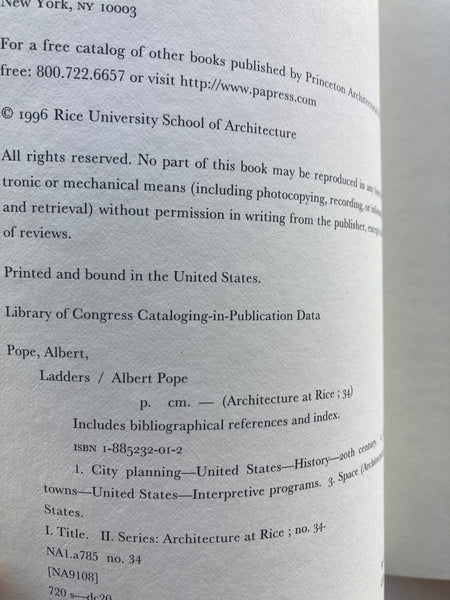 New York, NY 10003
For a free catalog of other books published by Princeton Architectural
free: 800.722.6657 or visit http://www.papress.com
© 1996 Rice University School of Architecture
All rights reserved. No part of this book may be reproduced in any form
tronic or mechanical means (including photocopying, recording, or
and retrieval) without permission in writing from the publisher, except
of reviews.
Printed and bound in the United States.
Library of Congress Cataloging-in-Publication Data
Pope, Albert,
Ladders / Albert Pope
p. cm. — (Architecture at Rice ; 34)
Includes bibliographical references and index.
ISBN 1-885232-01-2
1. City planning—United States—History—20th century.
towns—United States—Interpretive programs. 3. Space
States.
I. Title. II. Series: Architecture at Rice ; no. 34.
NA1.a785 no. 34
[NA9108]
720 s—dc20